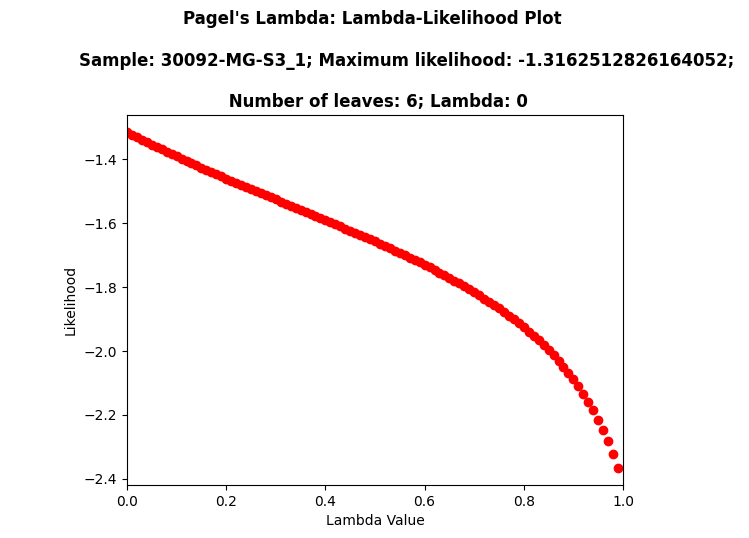 Pagel's Lambda: Lambda-Likelihood Plot
Sample: 30092-MG-S3_1; Maximum likelihood: -1.3162512826164052;
Number of leaves: 6; Lambda: 0
−1.4
−1.6
−1.8
−2.0
−2.2
−2.4
Likelihood
0.0 0.2 0.4 0.6 0.8 1.0
Lambda Value